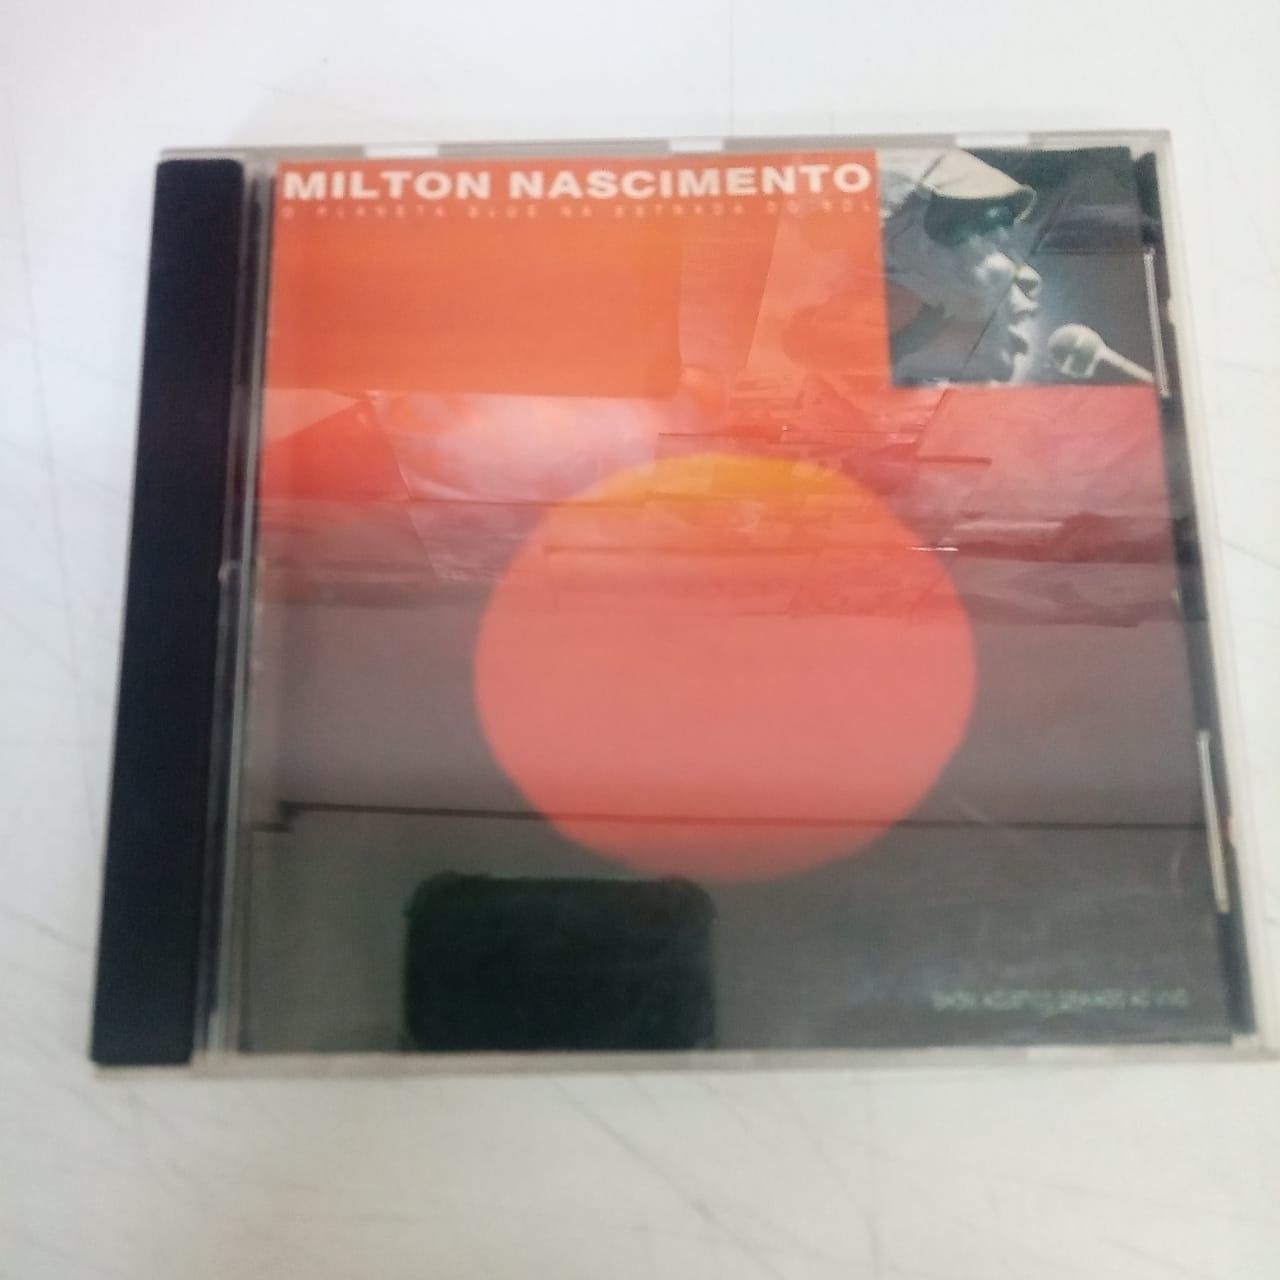 MILTON NASCIMENTO
O PLANETA BLUE NA ESTRADA DO SOL